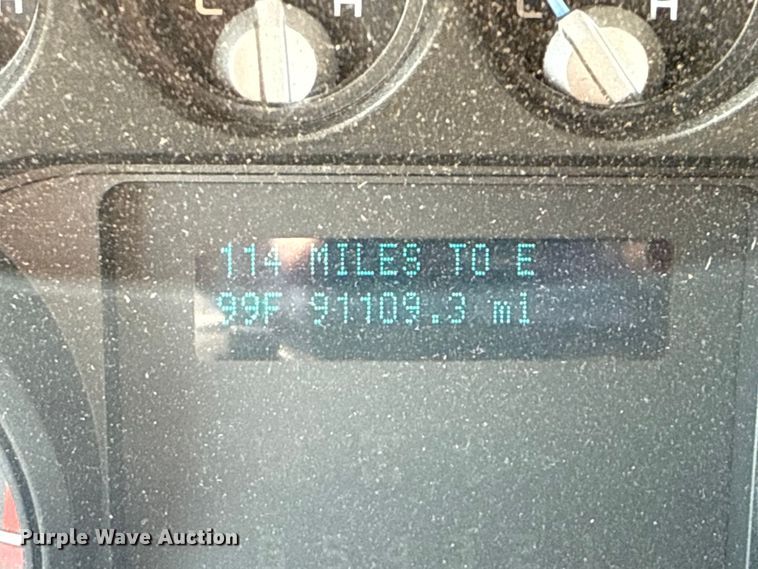 H L H L H
114 MILES TO E
99F 91109.3 mi
Purple Wave Auction